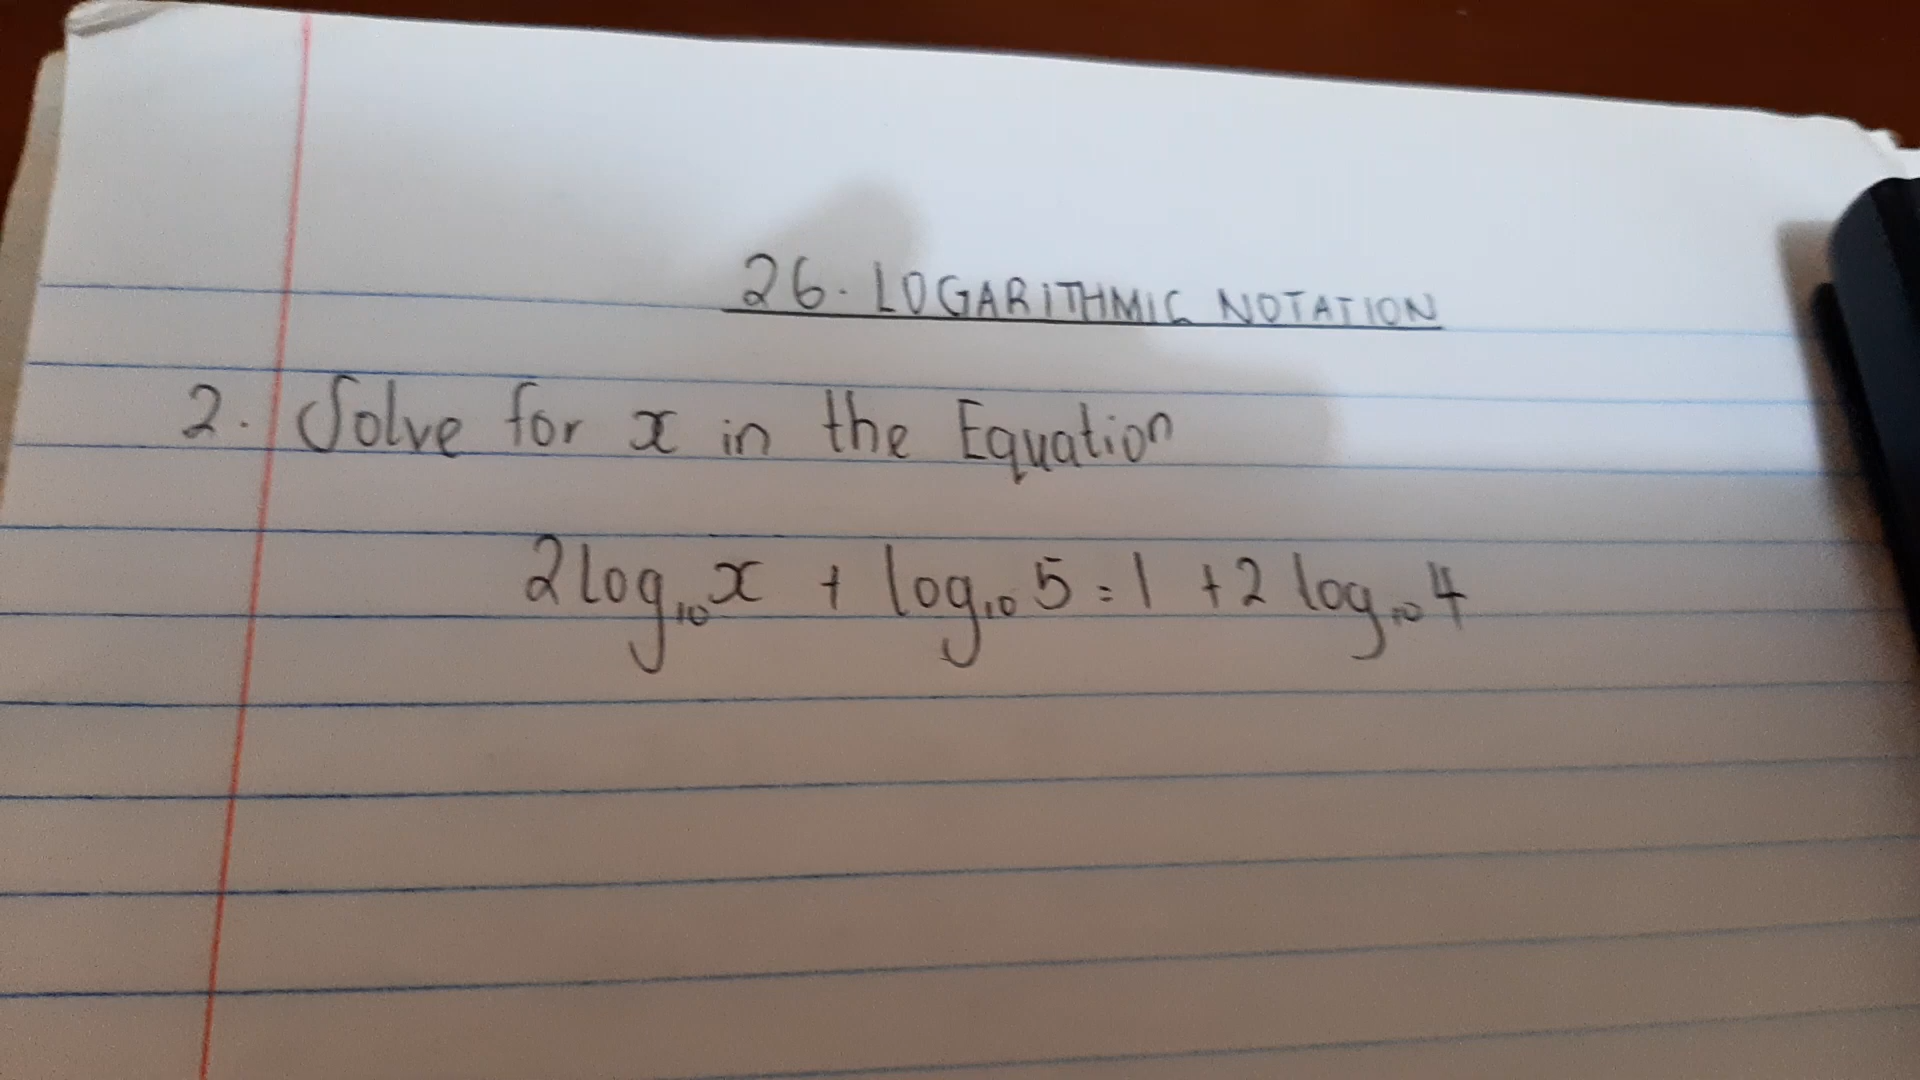 26. LOGARITHMIC NOTATION
2. Solve for x in the Equation
2log₁₀x + log₁₀5 = 1 + 2 log₁₀4